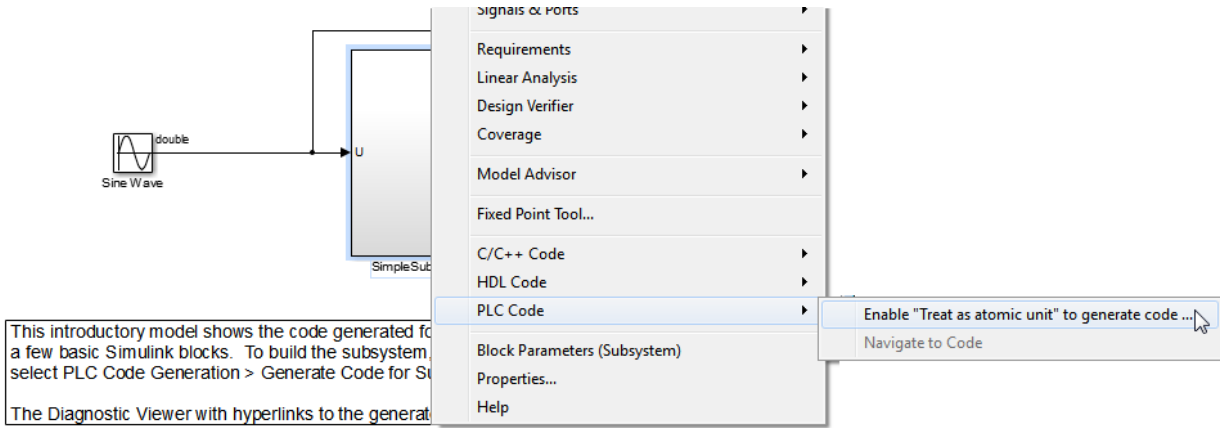 Signals & Ports
Requirements
Linear Analysis
Design Verifier
Coverage
Model Advisor
Fixed Point Tool...
C/C++ Code
HDL Code
PLC Code
Block Parameters (Subsystem)
Properties...
Help
Enable "Treat as atomic unit" to generate code ...
Navigate to Code
double
U
Sine Wave
SimpleSub
This introductory model shows the code generated fo
a few basic Simulink blocks. To build the subsystem,
select PLC Code Generation > Generate Code for Su
The Diagnostic Viewer with hyperlinks to the generat